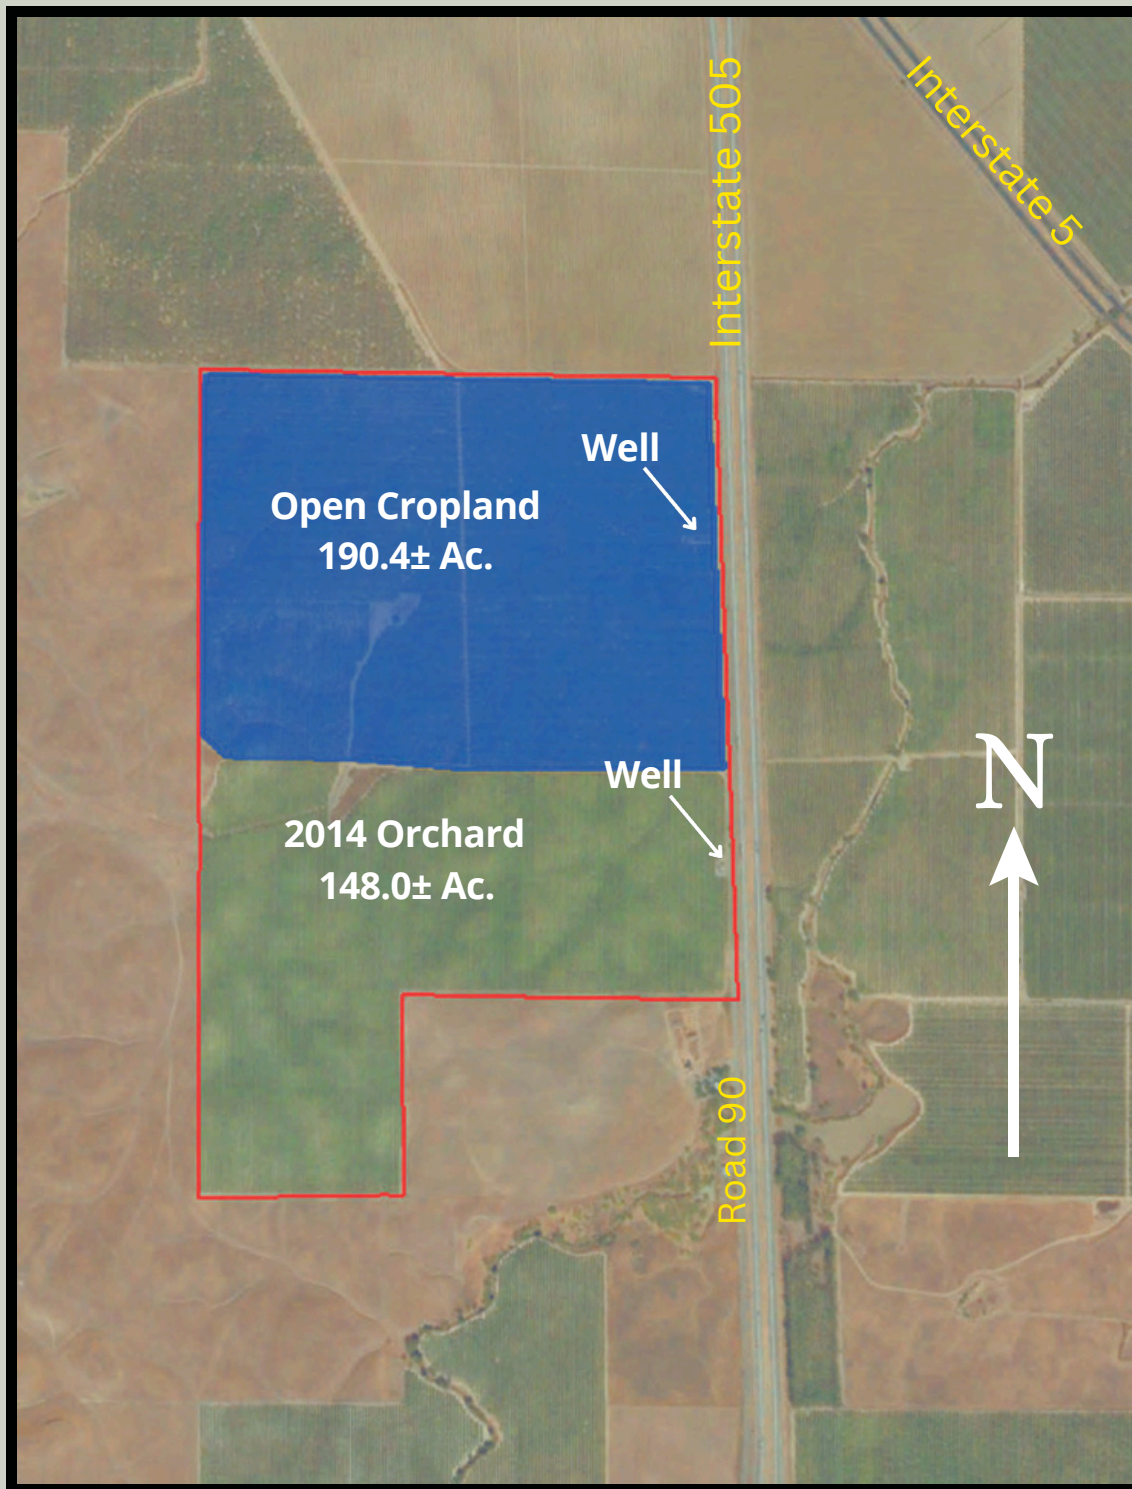 Interstate 505
Interstate 5
Well
Open Cropland
190.4± Ac.
Well
2014 Orchard
148.0± Ac.
N
Road 90